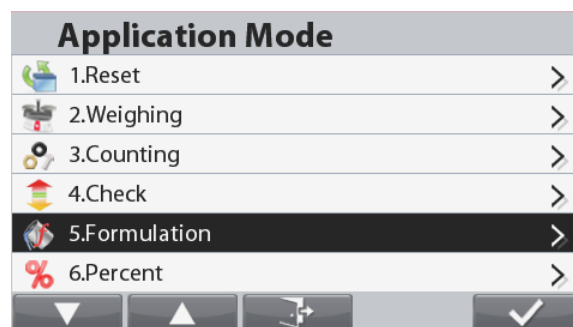 Application Mode
1.Reset
2.Weighing
3.Counting
4.Check
5.Formulation
6.Percent